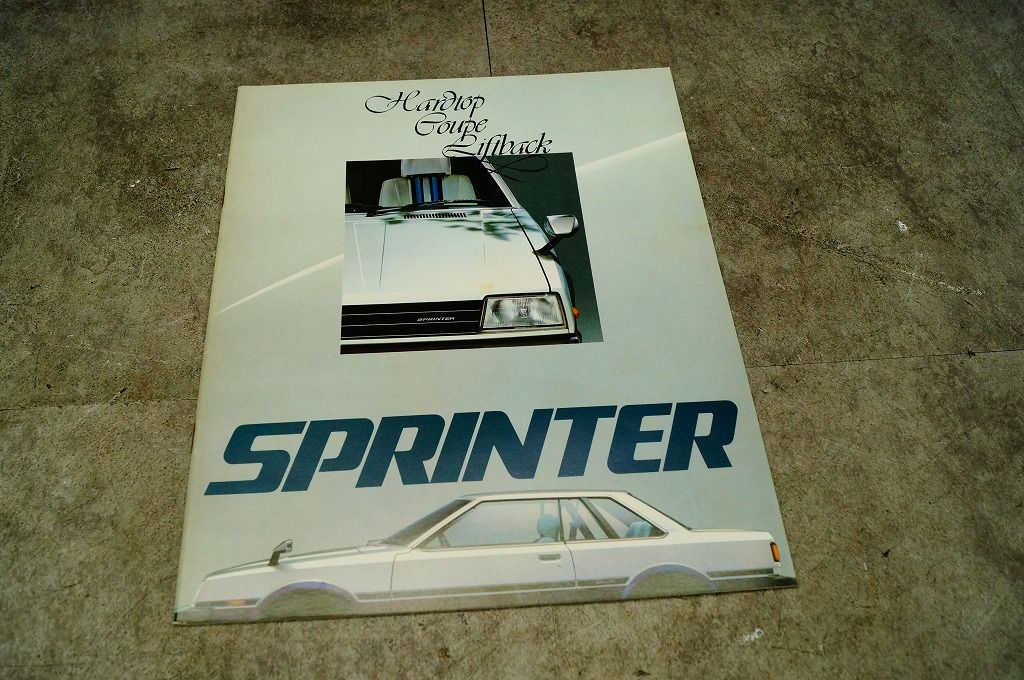 Hardtop
Coupe
Liftback
SPRINTER
SPRINTER